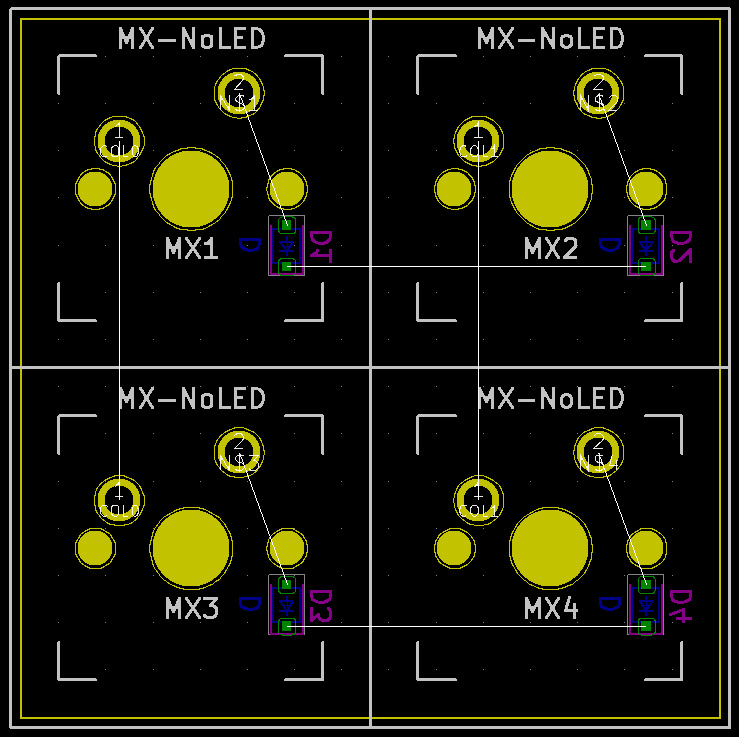 MX-NoLED MX-NoLED
2 2
N$1 N$2
1 1
COL0 COL1
MX1 D D1 MX2 D D2
MX-NoLED MX-NoLED
2 2
N$3 N$4
1 1
COL0 COL1
MX3 D D3 MX4 D D4